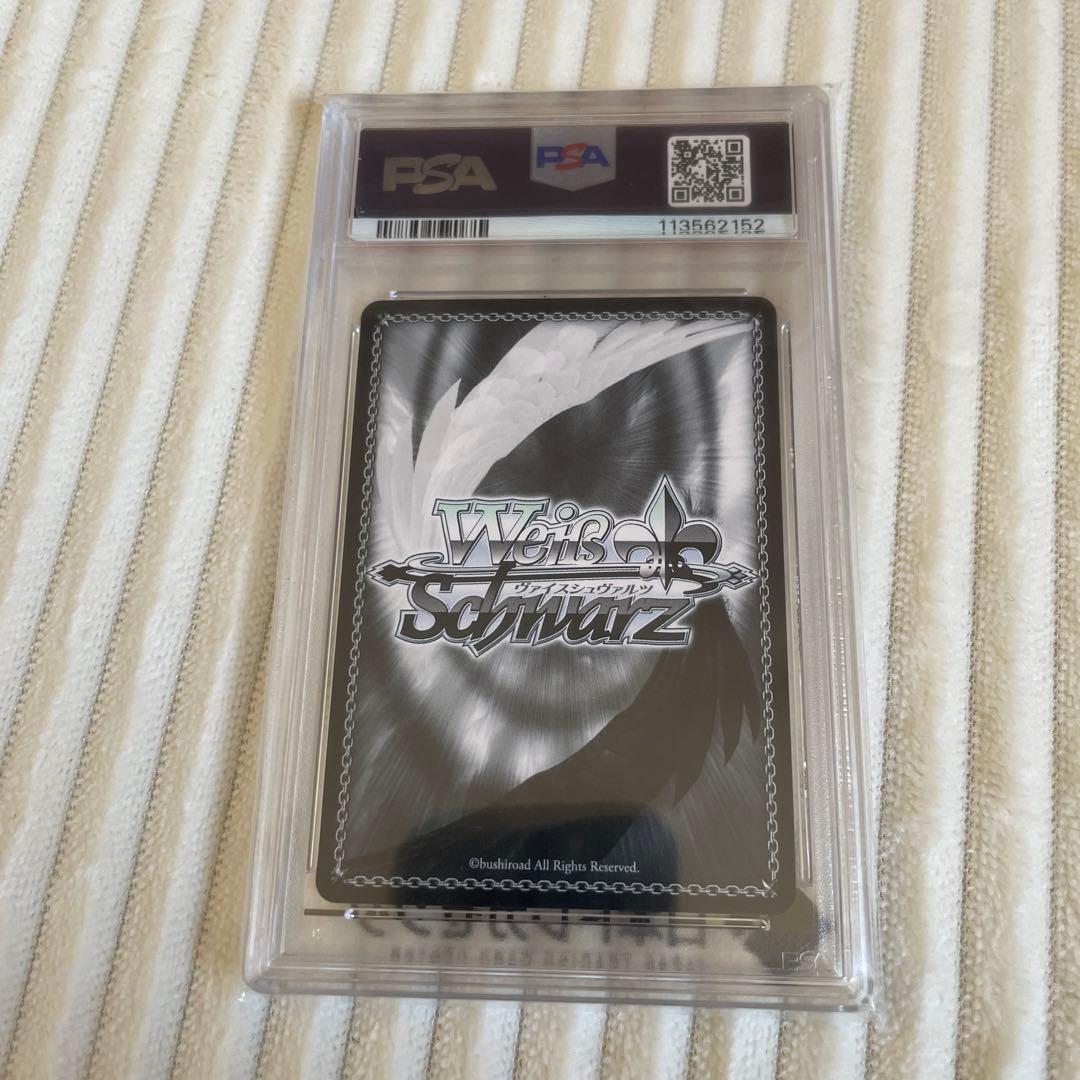 PSA
PSA
113562152
Weiß
ヴァイスシュヴァルツ
Schwarz
©bushiroad All Rights Reserved.